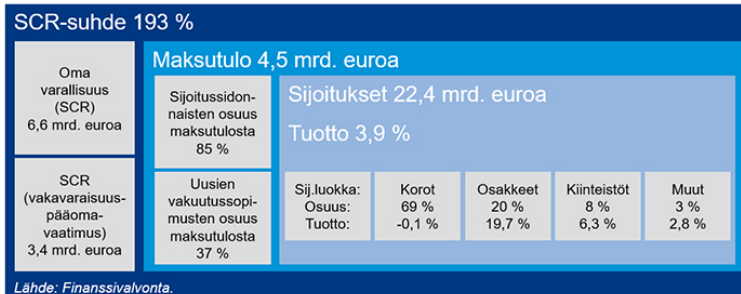 SCR-suhde 193 %
Oma
varallisuus
(SCR)
6,6 mrd. euroa
SCR
(vakavaraisuus-
pääoma-
vaatimus)
3,4 mrd. euroa
Maksutulo 4,5 mrd. euroa
Sijoitussidon-
naisten osuus
maksutulosta
85 %
Uusien
vakuutussopi-
musten osuus
maksutulosta
37 %
Sijoitukset 22,4 mrd. euroa
Tuotto 3,9 %
Sij.luokka: Korot Osakkeet Kiinteistöt Muut
Osuus: 69 % 20 % 8 % 3 %
Tuotto: -0,1 % 19,7 % 6,3 % 2,8 %
Lähde: Finanssivalvonta.